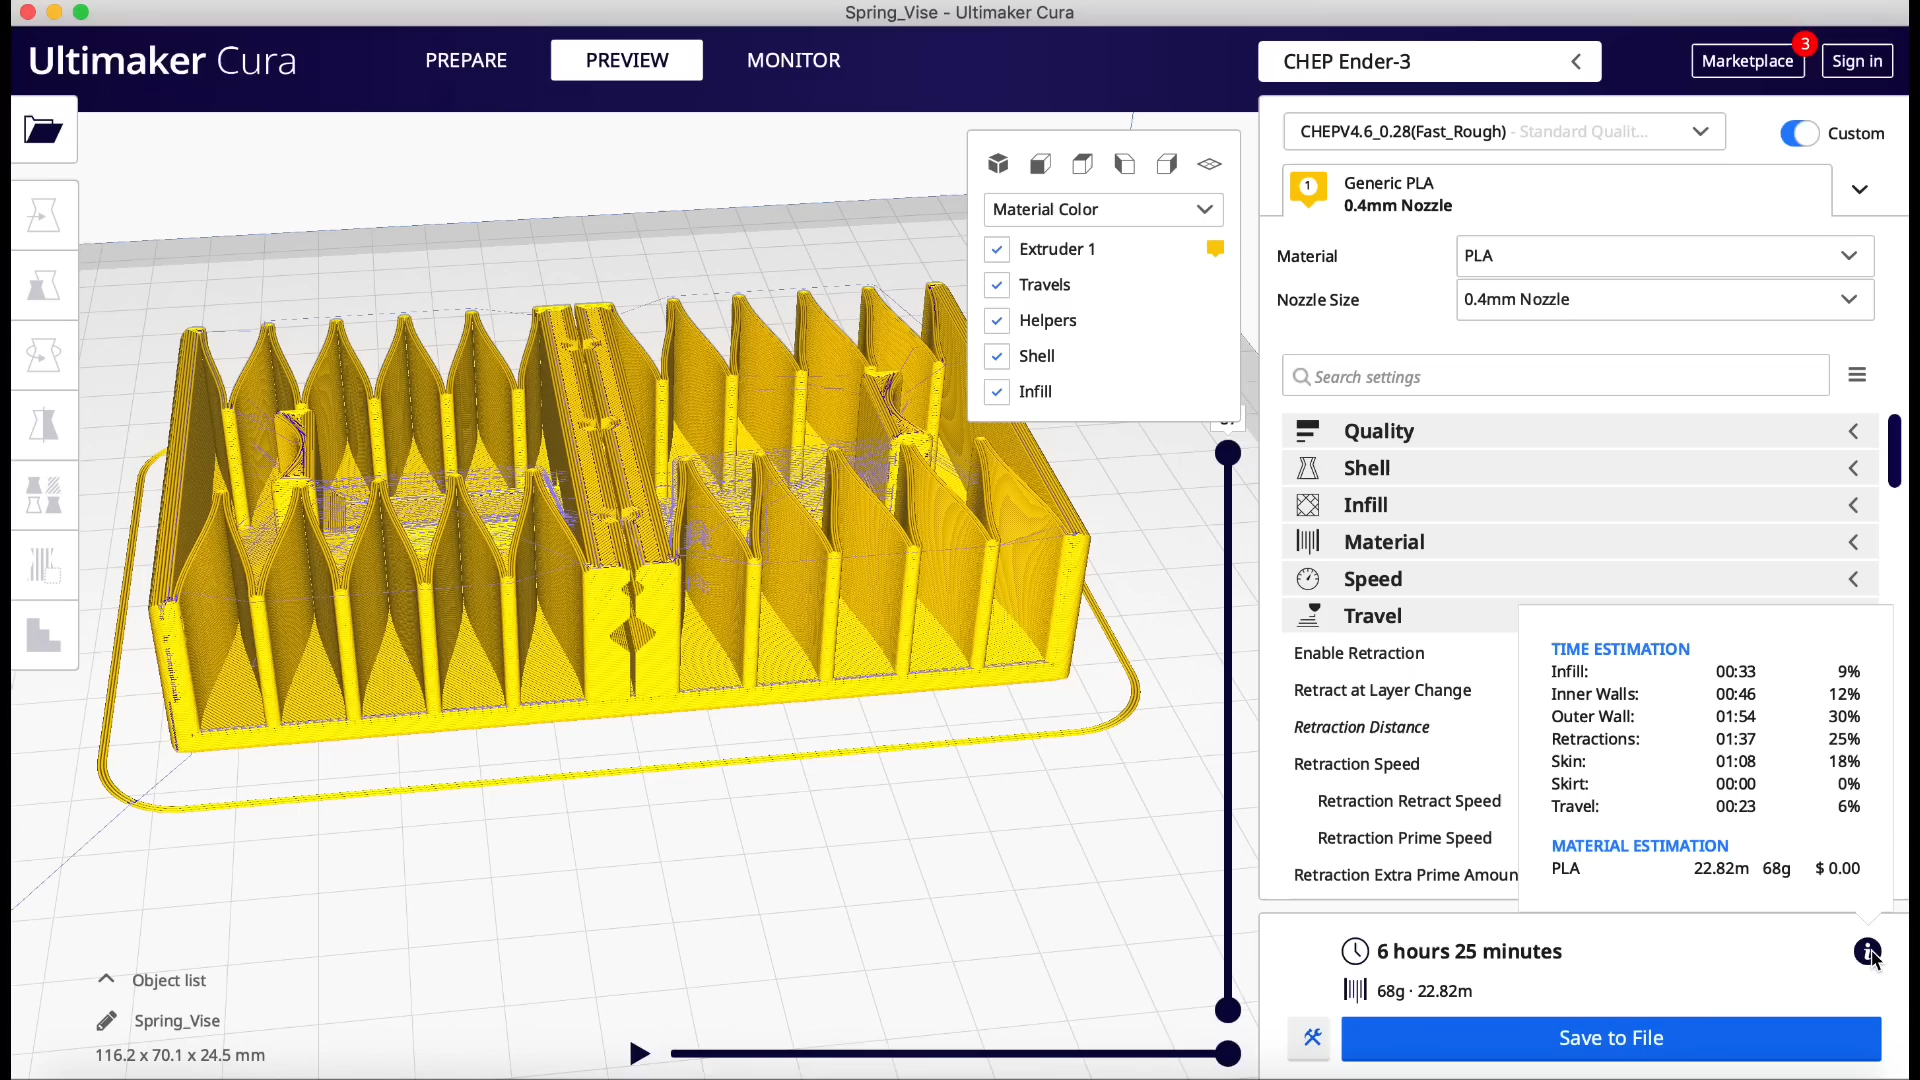 Spring_Vise - Ultimaker Cura
Ultimaker Cura
PREPARE
PREVIEW
MONITOR
CHEP Ender-3
Marketplace
3
Sign in
CHEPV4.6_0.28(Fast_Rough) - Standard Qualit...
Custom
1
Generic PLA
0.4mm Nozzle
Material
PLA
Nozzle Size
0.4mm Nozzle
Search settings
Quality
Shell
Infill
Material
Speed
Travel
Enable Retraction
Retract at Layer Change
Retraction Distance
Retraction Speed
Retraction Retract Speed
Retraction Prime Speed
Retraction Extra Prime Amoun
Material Color
Extruder 1
Travels
Helpers
Shell
Infill
TIME ESTIMATION
Infill: 00:33 9%
Inner Walls: 00:46 12%
Outer Wall: 01:54 30%
Retractions: 01:37 25%
Skin: 01:08 18%
Skirt: 00:00 0%
Travel: 00:23 6%
MATERIAL ESTIMATION
PLA 22.82m 68g $ 0.00
6 hours 25 minutes
68g · 22.82m
Save to File
Object list
Spring_Vise
116.2 x 70.1 x 24.5 mm